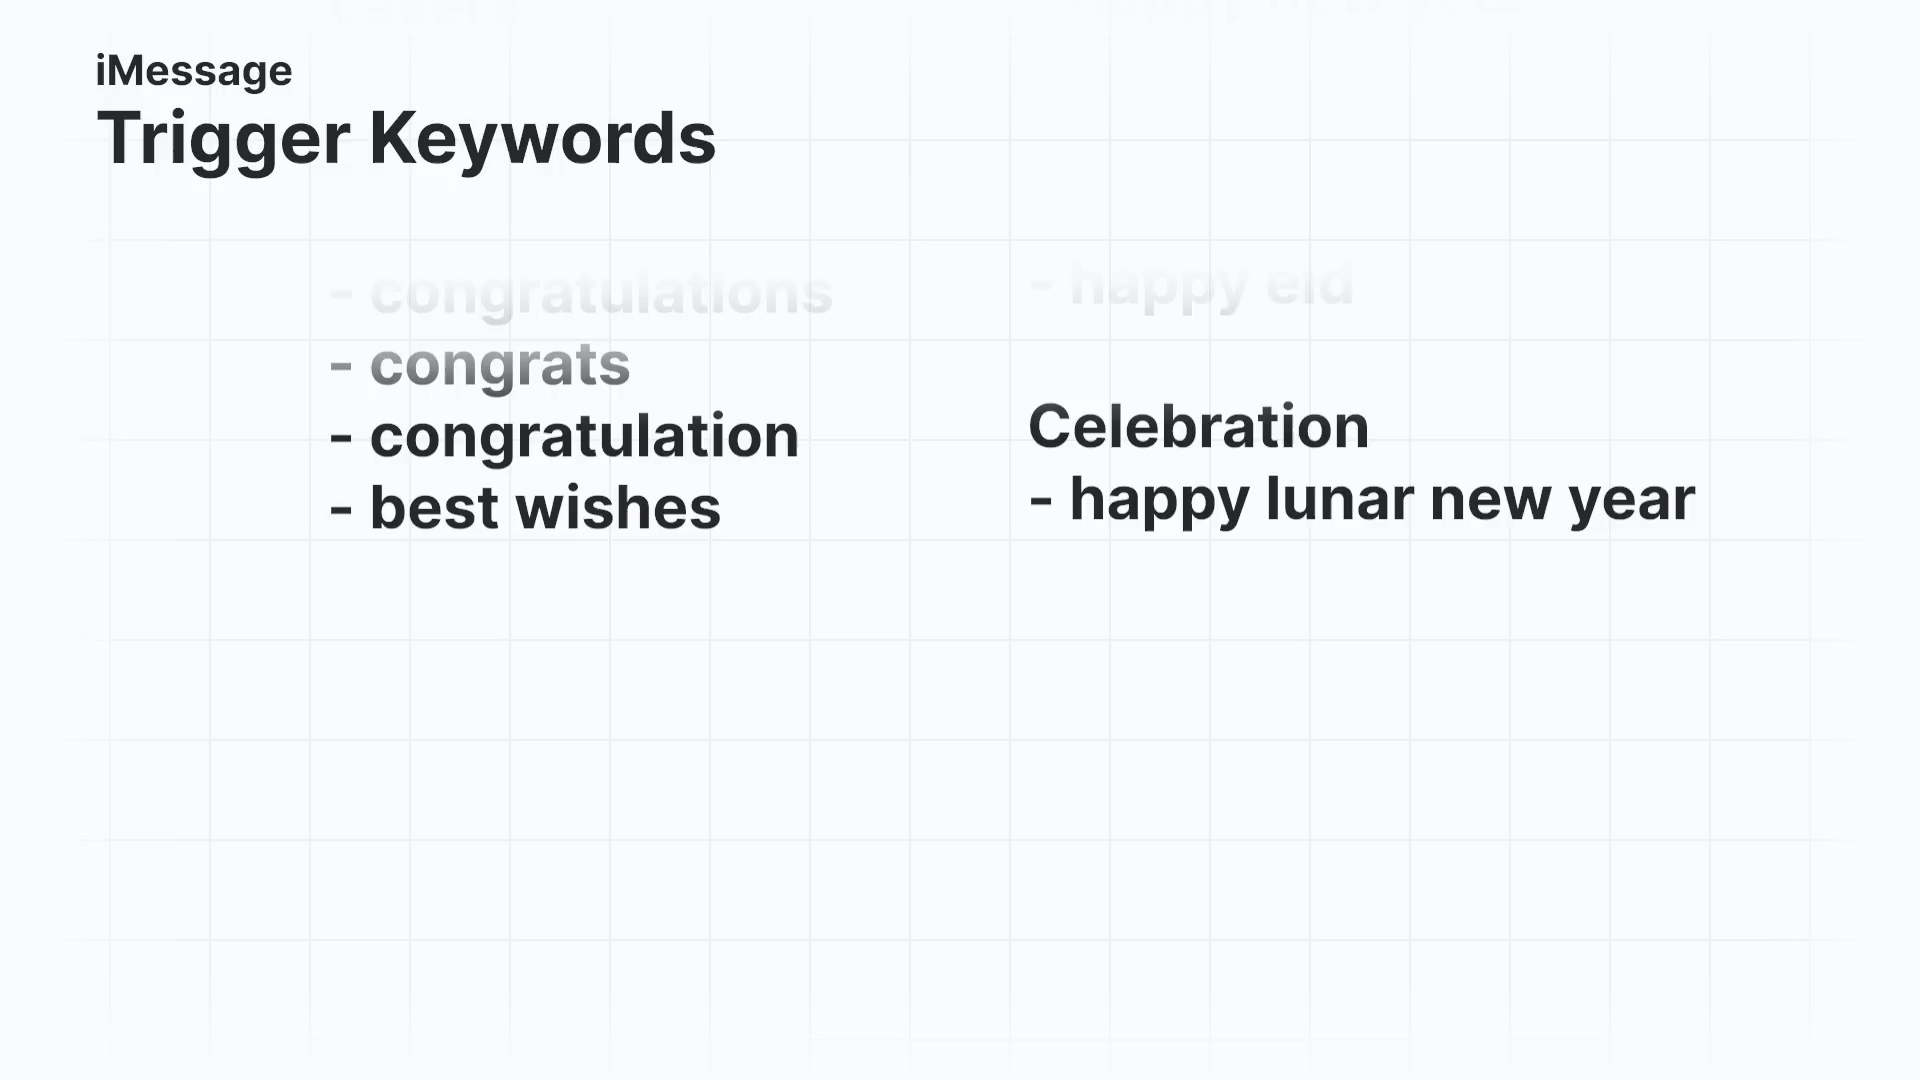 iMessage
Trigger Keywords
- congratulations
- congrats
- congratulation
- best wishes
- happy eid
Celebration
- happy lunar new year